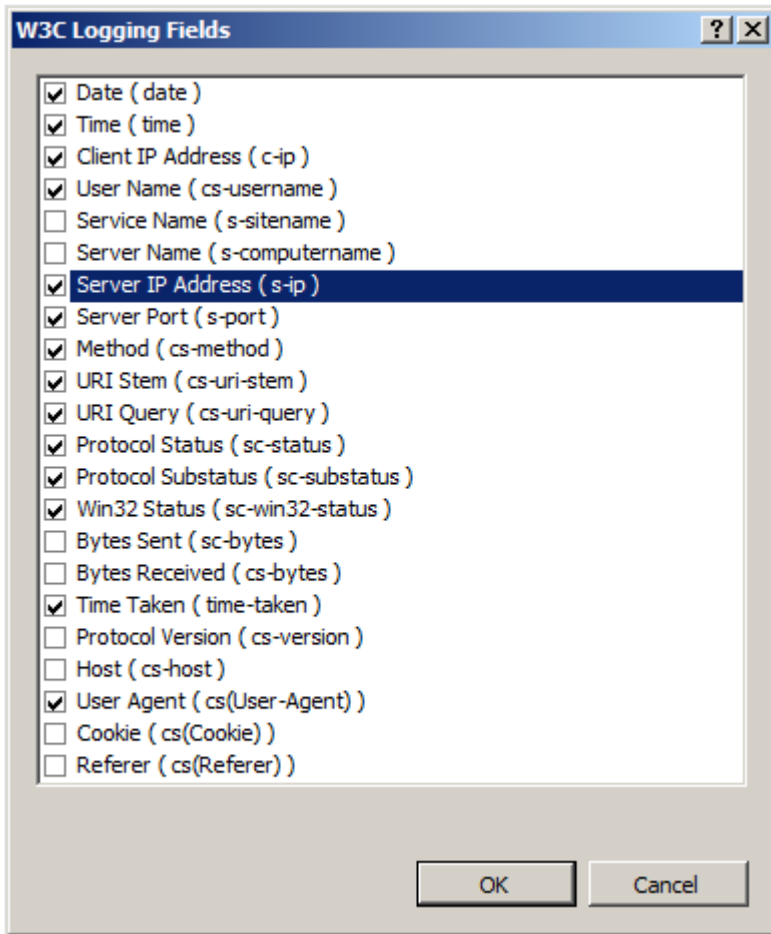 W3C Logging Fields
Date ( date )
Time ( time )
Client IP Address ( c-ip )
User Name ( cs-username )
Service Name ( s-sitename )
Server Name ( s-computername )
Server IP Address ( s-ip )
Server Port ( s-port )
Method ( cs-method )
URI Stem ( cs-uri-stem )
URI Query ( cs-uri-query )
Protocol Status ( sc-status )
Protocol Substatus ( sc-substatus )
Win32 Status ( sc-win32-status )
Bytes Sent ( sc-bytes )
Bytes Received ( cs-bytes )
Time Taken ( time-taken )
Protocol Version ( cs-version )
Host ( cs-host )
User Agent ( cs(User-Agent) )
Cookie ( cs(Cookie) )
Referer ( cs(Referer) )
OK Cancel